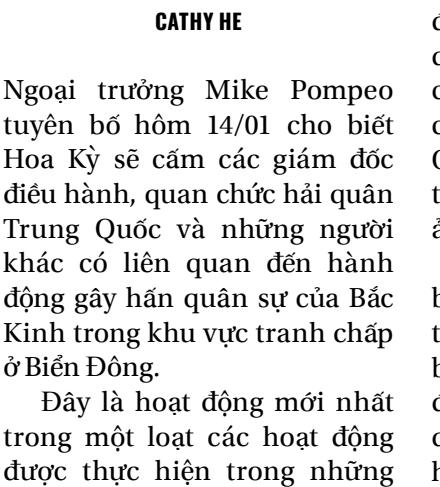 CATHY HE
Ngoại trưởng Mike Pompeo
tuyên bố hôm 14/01 cho biết
Hoa Kỳ sẽ cấm các giám đốc
điều hành, quan chức hải quân
Trung Quốc và những người
khác có liên quan đến hành
động gây hấn quân sự của Bắc
Kinh trong khu vực tranh chấp
ở Biển Đông.
Đây là hoạt động mới nhất
trong một loạt các hoạt động
được thực hiện trong những